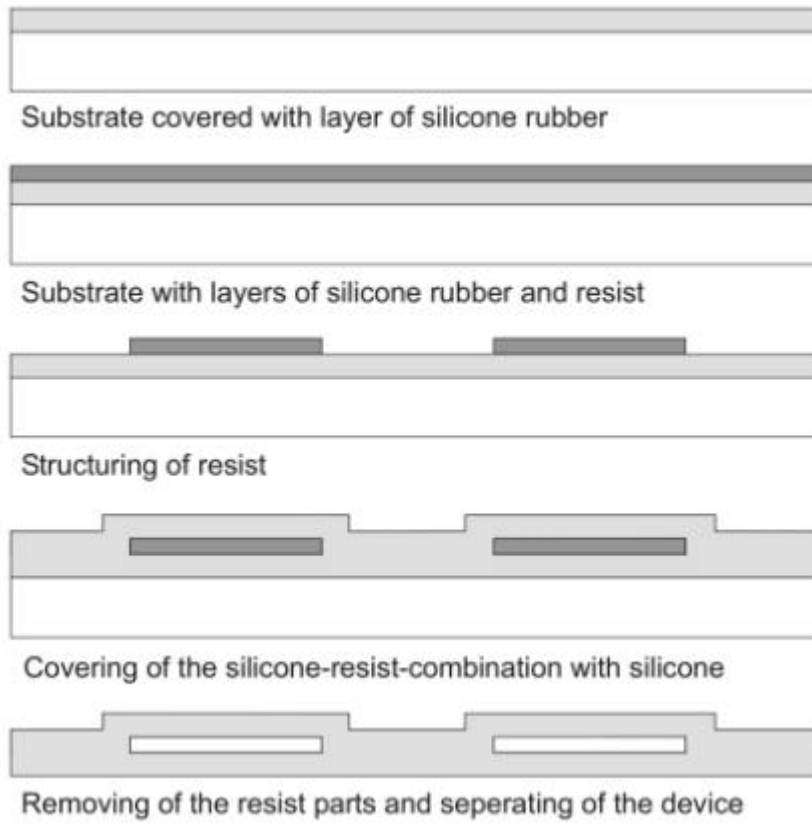 Substrate covered with layer of silicone rubber
Substrate with layers of silicone rubber and resist
Structuring of resist
Covering of the silicone-resist-combination with silicone
Removing of the resist parts and seperating of the device